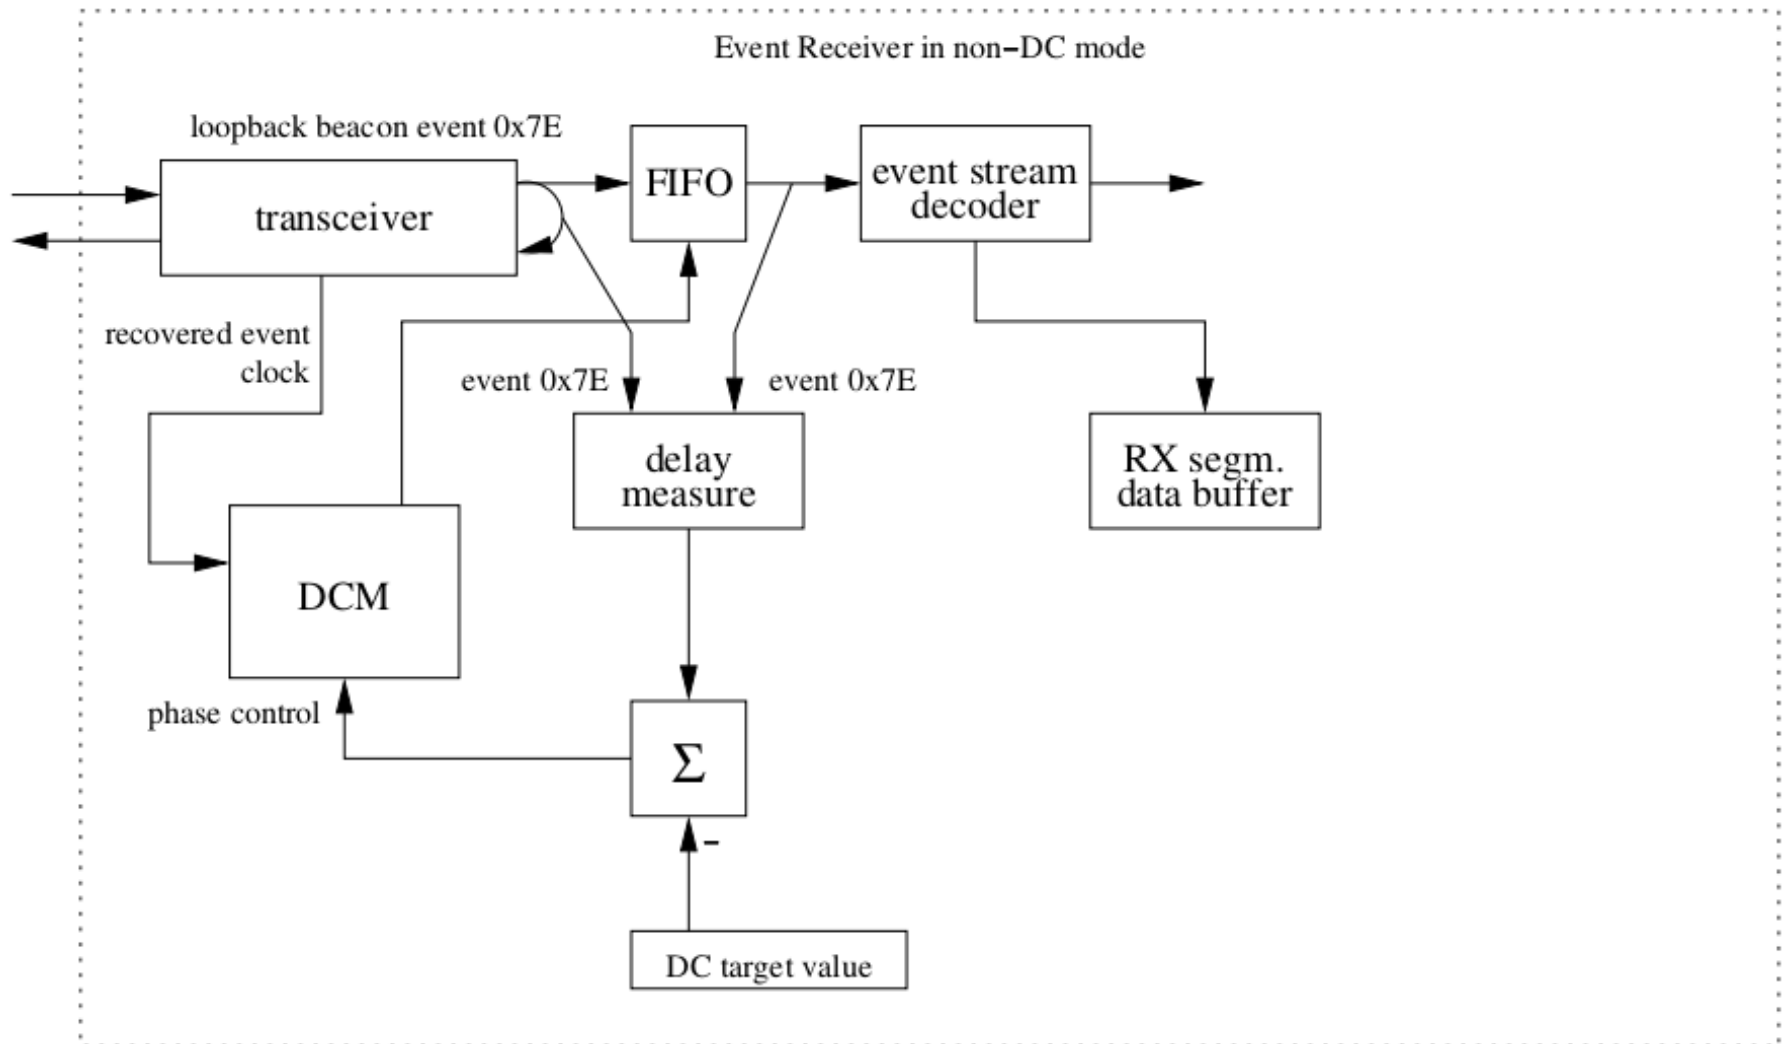 Event Receiver in non-DC mode
loopback beacon event 0x7E
transceiver
FIFO
event stream
decoder
recovered event
clock
event 0x7E
event 0x7E
delay
measure
RX segm.
data buffer
DCM
phase control
Σ
-
DC target value